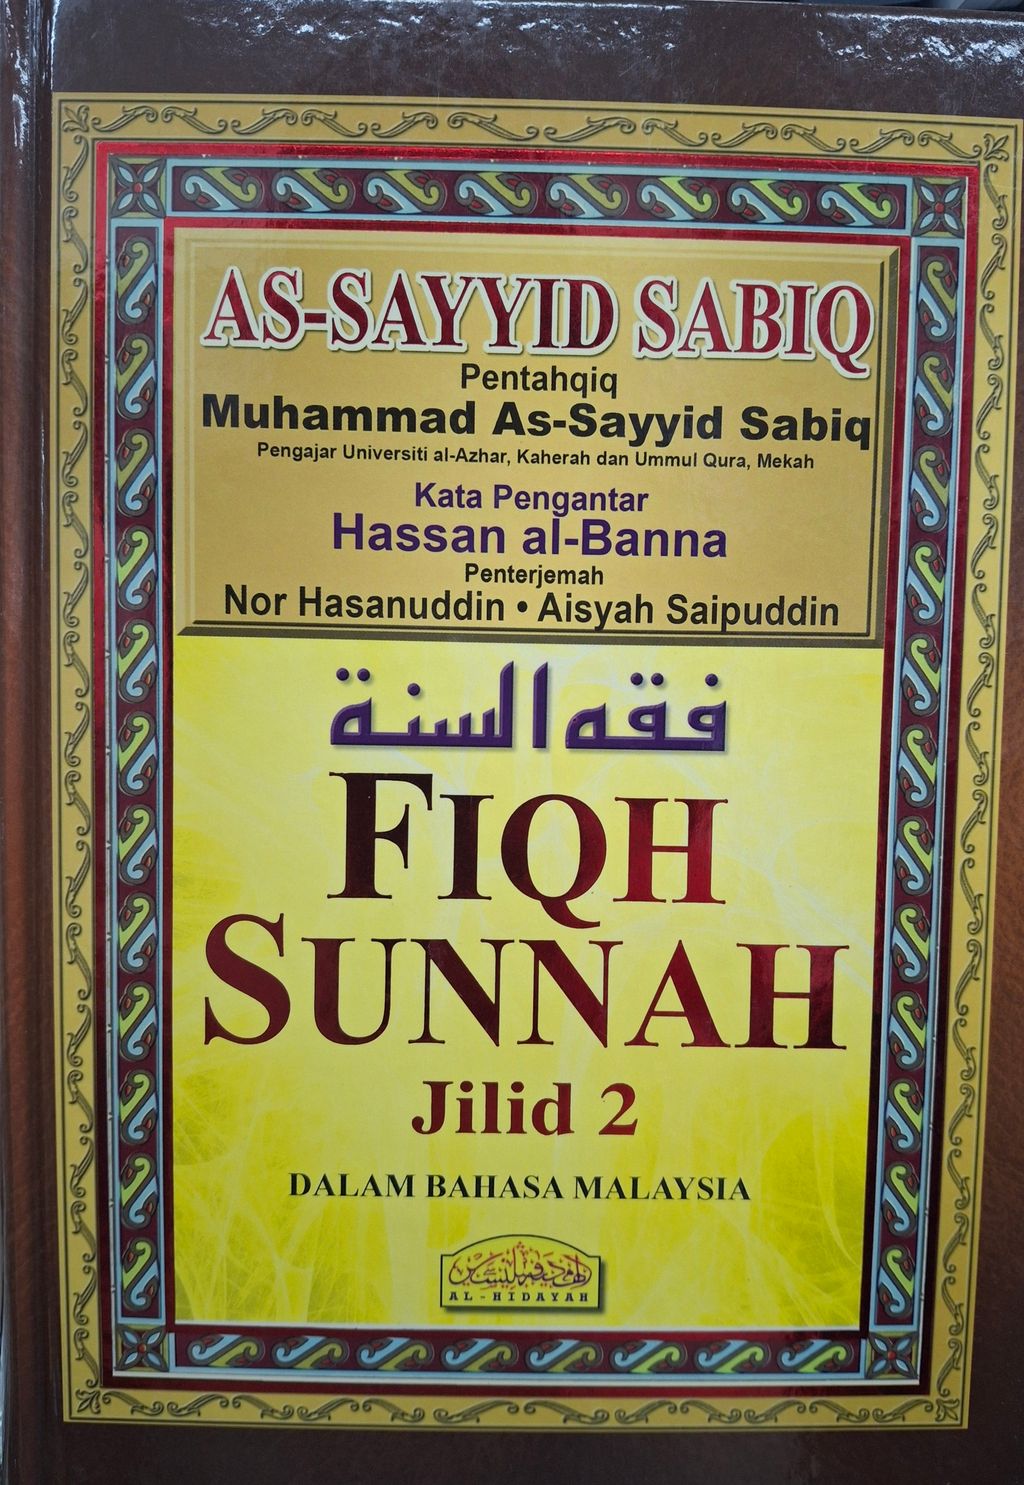 AS-SAYYID SABIQ
Pentahqiq
Muhammad As-Sayyid Sabiq
Pengajar Universiti al-Azhar, Kaherah dan Ummul Qura, Mekah
Kata Pengantar
Hassan al-Banna
Penterjemah
Nor Hasanuddin • Aisyah Saipuddin
فقه السنة
FIQH
SUNNAH
Jilid 2
DALAM BAHASA MALAYSIA
AL-HIDAYAH